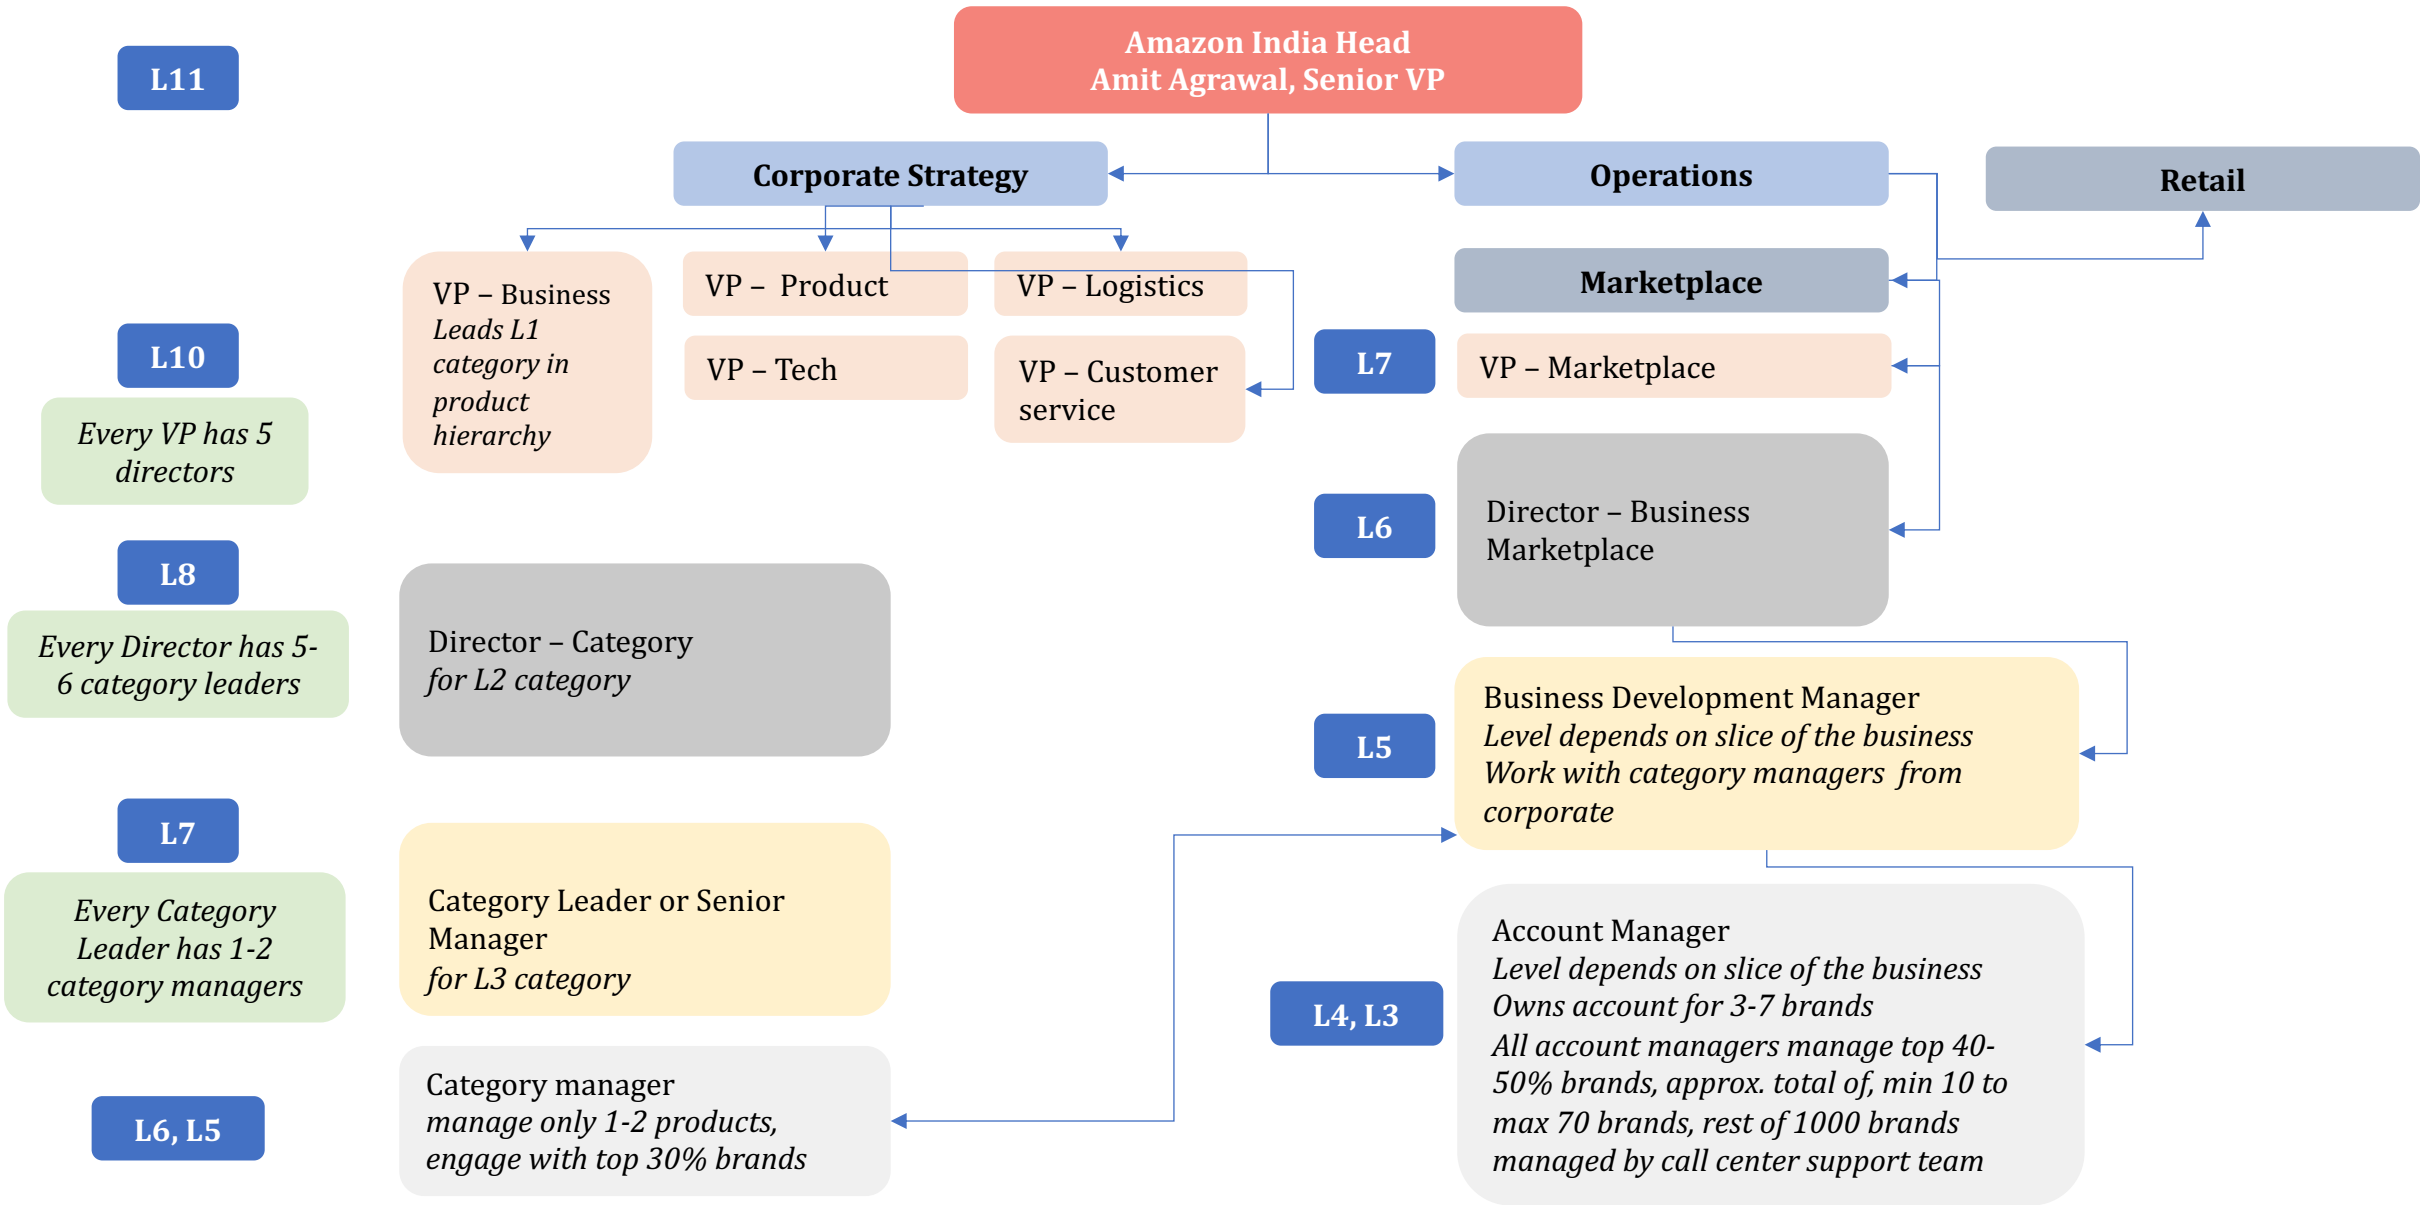 Amazon India Head
Amit Agrawal, Senior VP
L11
Corporate Strategy
Operations
Retail
VP – Business
Leads L1
category in
product
hierarchy
VP –  Product
VP – Logistics
VP – Tech
VP – Customer
service
Marketplace
L10
Every VP has 5
directors
L7
VP – Marketplace
L6
Director – Business
Marketplace
L8
Every Director has 5-
6 category leaders
Director – Category
for L2 category
L5
Business Development Manager
Level depends on slice of the business
Work with category managers  from
corporate
L7
Every Category
Leader has 1-2
category managers
Category Leader or Senior
Manager
for L3 category
L4, L3
Account Manager
Level depends on slice of the business
Owns account for 3-7 brands
All account managers manage top 40-
50% brands, approx. total of, min 10 to
max 70 brands, rest of 1000 brands
managed by call center support team
L6, L5
Category manager
manage only 1-2 products,
engage with top 30% brands